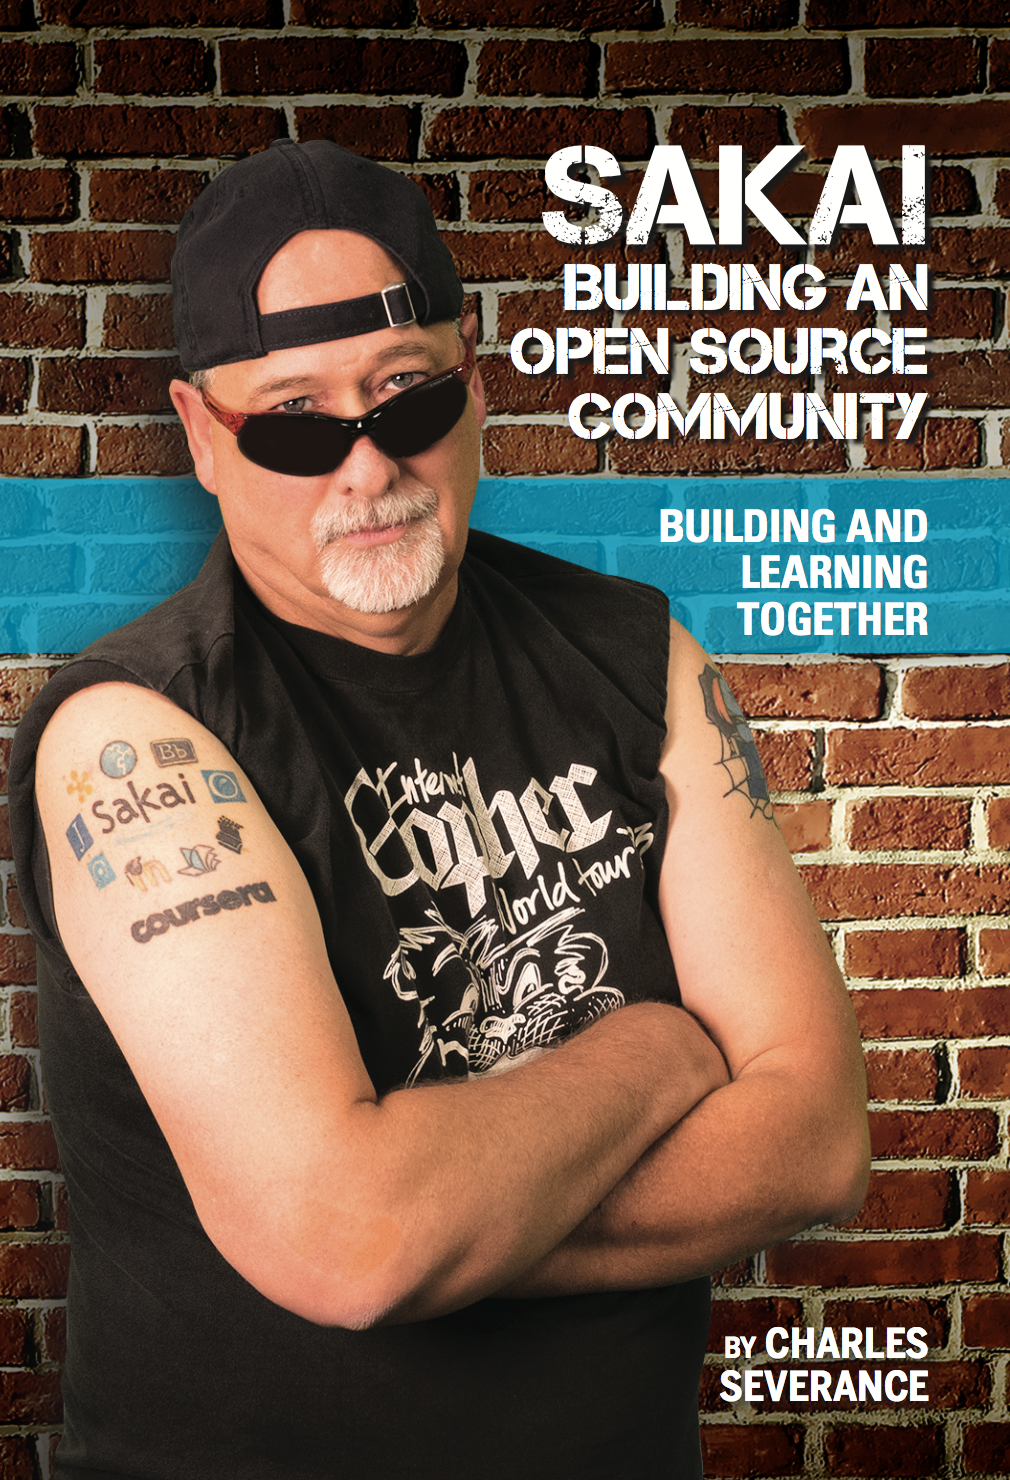 SAKAI
BUILDING AN
OPEN SOURCE
COMMUNITY
BUILDING AND
LEARNING
TOGETHER
Bb
sakai
coursera
Internet
Gopher
World tour '93
BY CHARLES
SEVERANCE